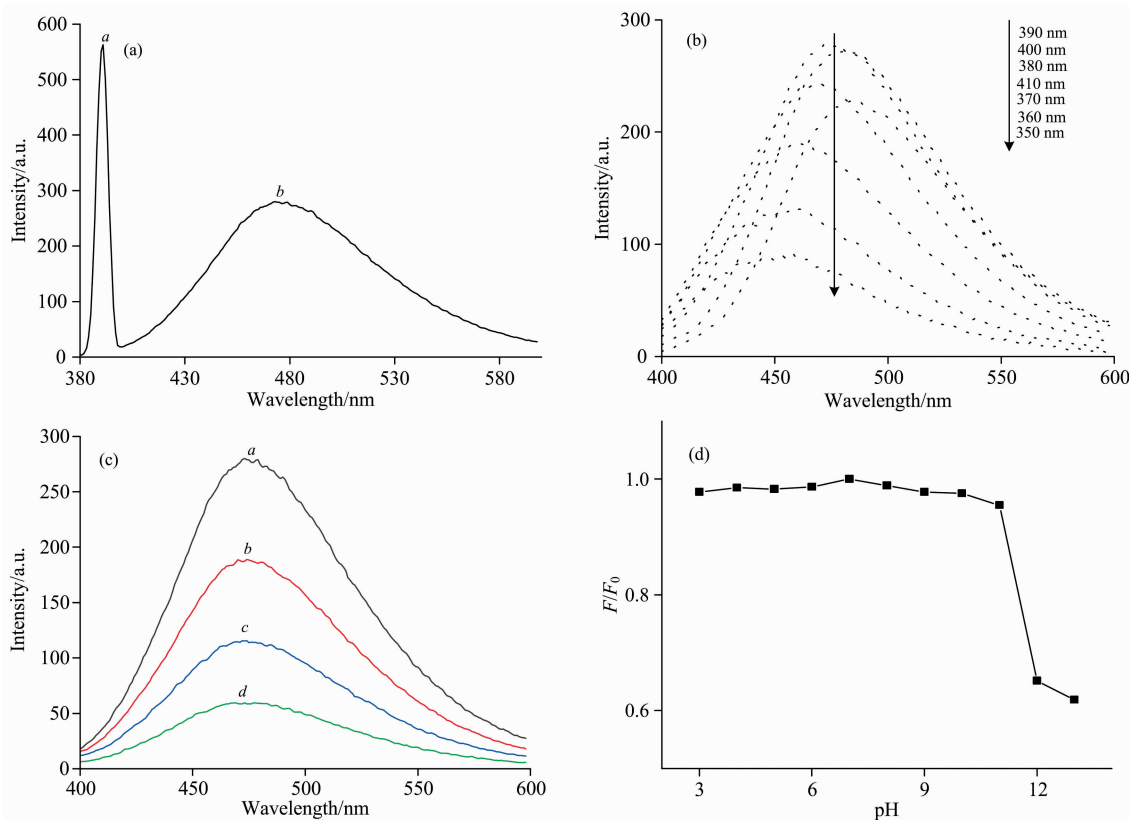 (a)
a
b
Intensity/a.u.
600
500
400
300
200
100
0
380
430
480
530
580
Wavelength/nm
(b)
390 nm
400 nm
380 nm
410 nm
370 nm
360 nm
350 nm
Intensity/a.u.
300
200
100
0
400
450
500
550
600
Wavelength/nm
(c)
a
b
c
d
Intensity/a.u.
300
250
200
150
100
50
0
400
450
500
550
600
Wavelength/nm
(d)
F/F₀
1.0
0.8
0.6
3
6
9
12
pH